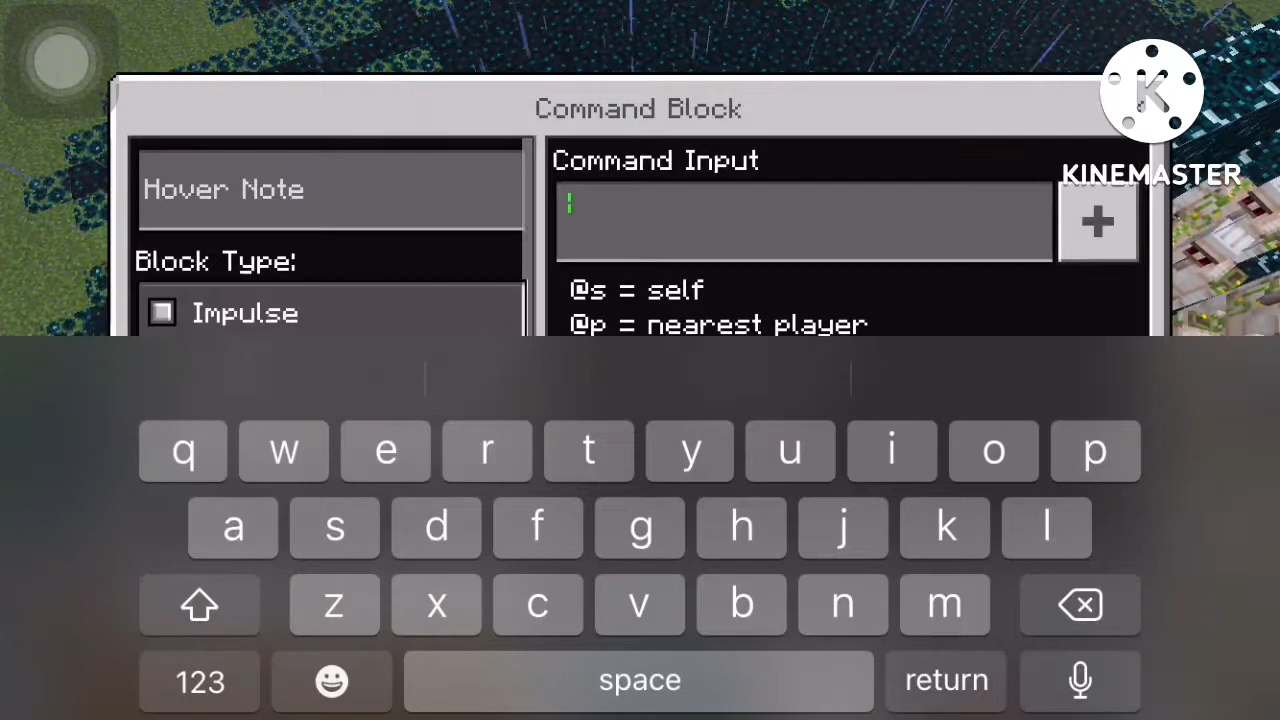 Command Block
K
KINEMASTER
Hover Note
Command Input
+
Block Type:
Impulse
@s = self
@p = nearest player
q w e r t y u i o p
a s d f g h j k l
z x c v b n m
123 space return